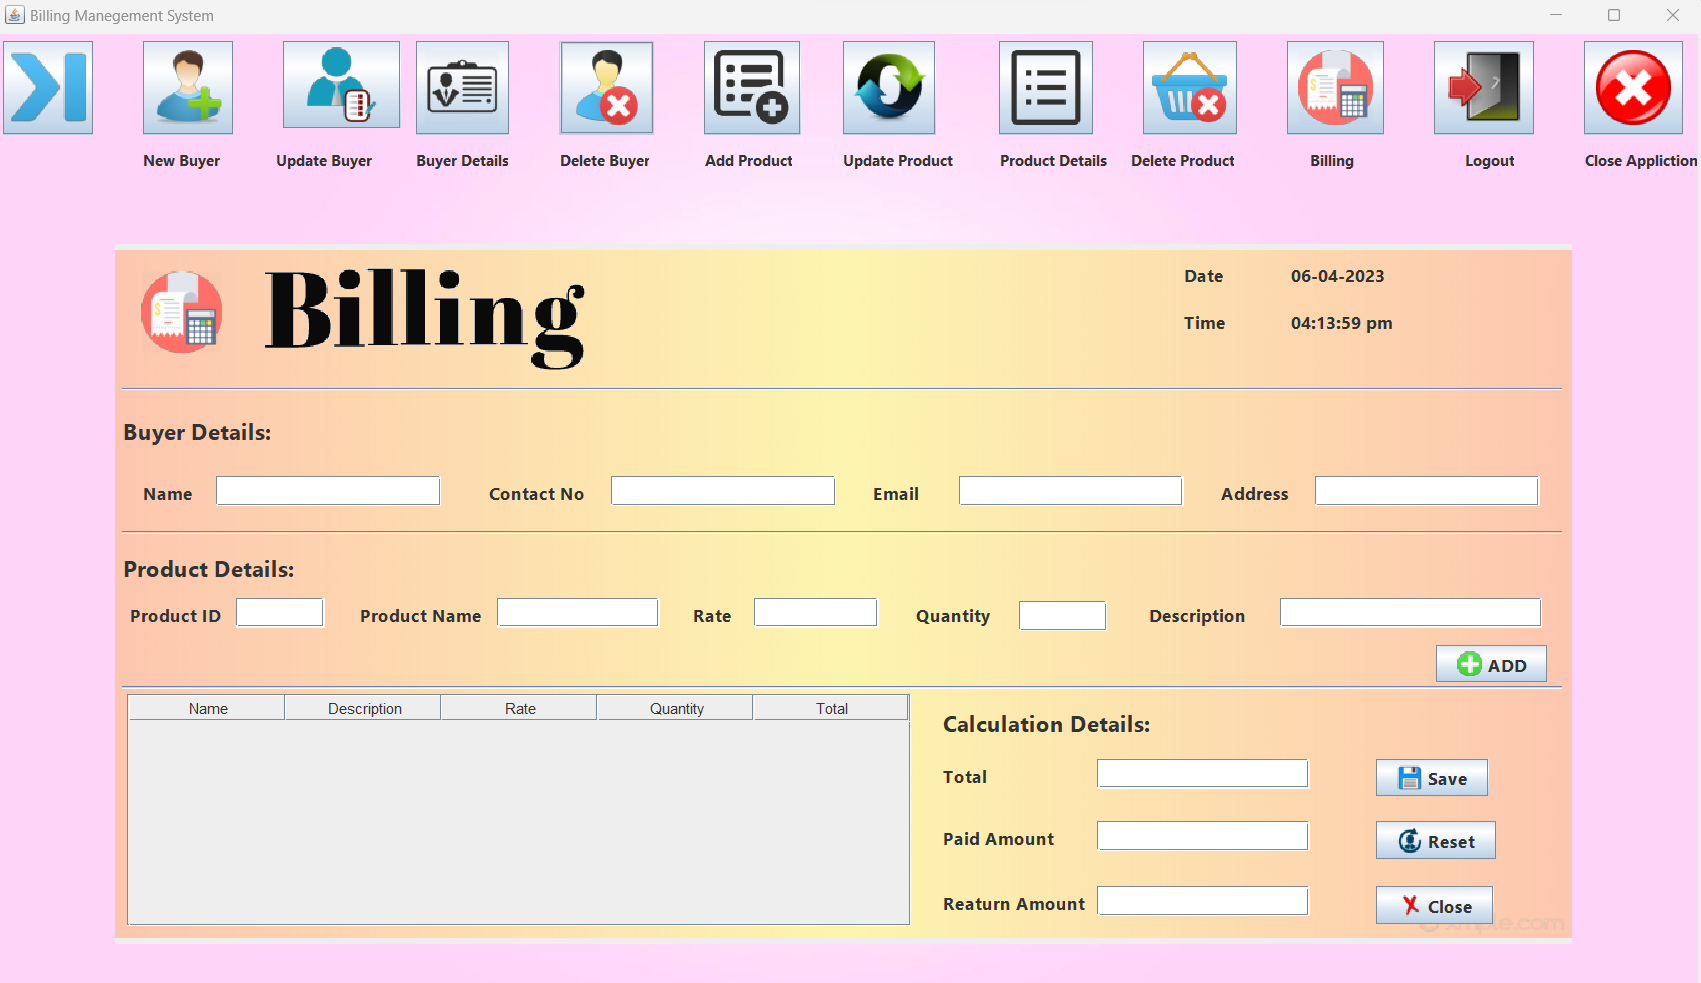 Billing Manegement System
New Buyer Update Buyer Buyer Details Delete Buyer Add Product Update Product Product Details Delete Product Billing Logout Close Appliction
Billing
Date 06-04-2023
Time 04:13:59 pm
Buyer Details:
Name Contact No Email Address
Product Details:
Product ID Product Name Rate Quantity Description
ADD
Name Description Rate Quantity Total
Calculation Details:
Total Save
Paid Amount Reset
Reaturn Amount Close